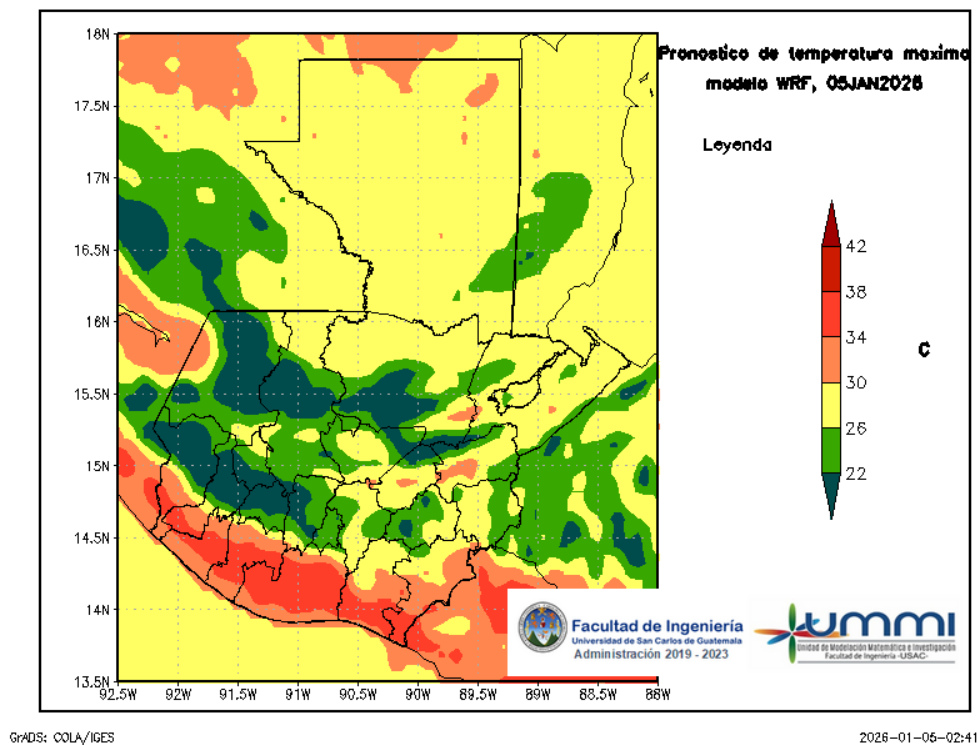 Pronostico de temperatura maxima
modelo WRF, 05JAN2026
Leyenda
42
38
34
30
26
22
C
18N
17.5N
17N
16.5N
16N
15.5N
15N
14.5N
14N
13.5N
92.5W 92W 91.5W 91W 90.5W 90W 89.5W 89W 88.5W 88W
Facultad de Ingeniería
Universidad de San Carlos de Guatemala
Administración 2019 - 2023
ummi
Unidad de Modelación Matemática e Investigación
Facultad de Ingeniería -USAC-
GrADS: COLA/IGES
2026-01-05-02:41